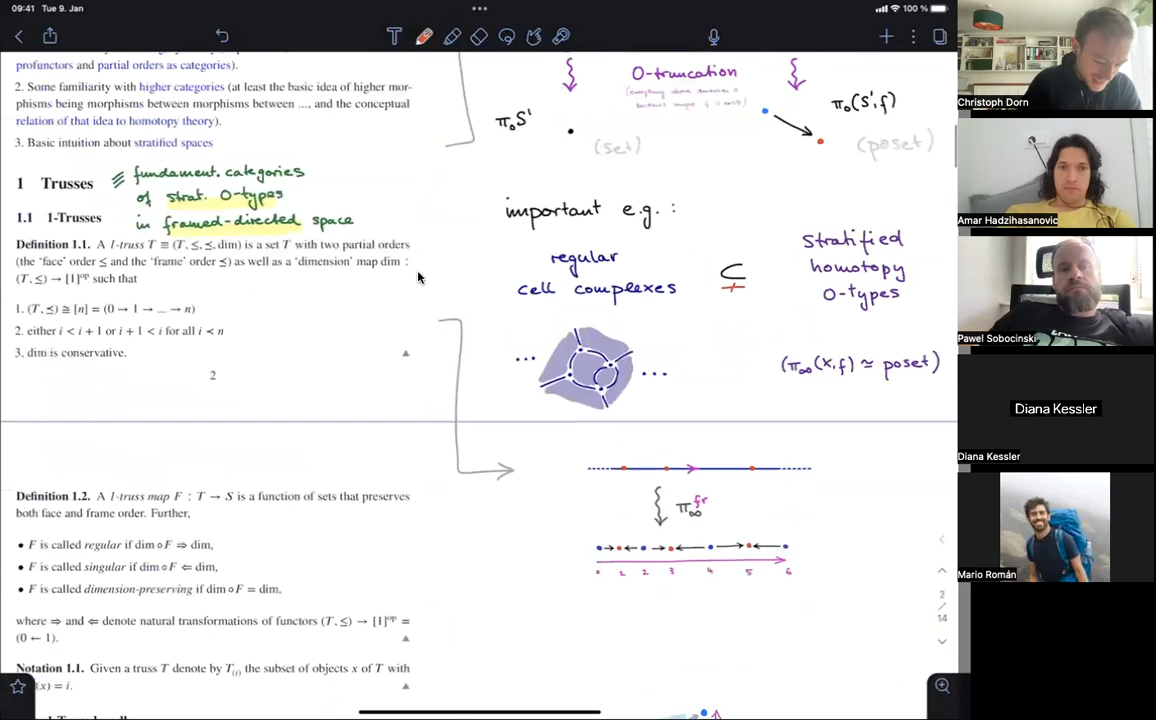 09:41 Tue 9. Jan
100 %
profunctors and partial orders as categories).
2. Some familiarity with higher categories (at least the basic idea of higher mor-
phisms being morphisms between morphisms between ...., and the conceptual
relation of that idea to homotopy theory).
3. Basic intuition about stratified spaces
1 Trusses
fundament. categories
of strat. 0-types
in framed-directed space
1.1 1-Trusses
Definition 1.1. A 1-truss T ≡ (T, ≤, ⪯, dim) is a set T with two partial orders
(the 'face' order ≤ and the 'frame' order ⪯) as well as a 'dimension' map dim :
(T, ≤) → [1]ᵒᵖ such that
1. (T, ⪯) ≅ [n] = (0 → 1 → ... → n)
2. either i < i + 1 or i + 1 < i for all i < n
3. dim is conservative.
▲
2
Definition 1.2. A 1-truss map F : T → S is a function of sets that preserves
both face and frame order. Further,
• F is called regular if dim ∘ F ⇒ dim,
• F is called singular if dim ∘ F ⇐ dim,
• F is called dimension-preserving if dim ∘ F = dim,
where ⇒ and ⇐ denote natural transformations of functors (T, ≤) → [1]ᵒᵖ =
(0 ← 1).
▲
Notation 1.1. Given a truss T denote by T₍ᵢ₎ the subset of objects x of T with
(x) = i.
▲
0-truncation
π₀S¹
(set)
π₀(S¹,f)
(poset)
important e.g. :
regular
cell complexes
⊊
stratified
homotopy
0-types
... ...
(π∞(X,f) ≃ poset)
π∞ fr
1 2 3 4 5 6
2
/
14
Christoph Dorn
Amar Hadzihasanovic
Pawel Sobocinski
Diana Kessler
Diana Kessler
Mario Román